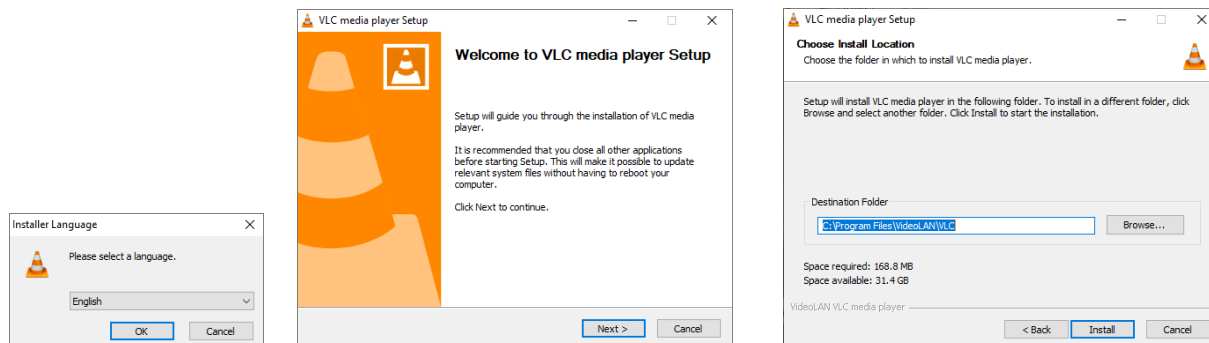 Installer Language
Please select a language.
English
OK Cancel
VLC media player Setup
Welcome to VLC media player Setup
Setup will guide you through the installation of VLC media
player.
It is recommended that you close all other applications
before starting Setup. This will make it possible to update
relevant system files without having to reboot your
computer.
Click Next to continue.
Next > Cancel
VLC media player Setup
Choose Install Location
Choose the folder in which to install VLC media player.
Setup will install VLC media player in the following folder. To install in a different folder, click
Browse and select another folder. Click Install to start the installation.
Destination Folder
C:\Program Files\VideoLAN\VLC Browse...
Space required: 168.8 MB
Space available: 31.4 GB
VideoLAN VLC media player
< Back Install Cancel